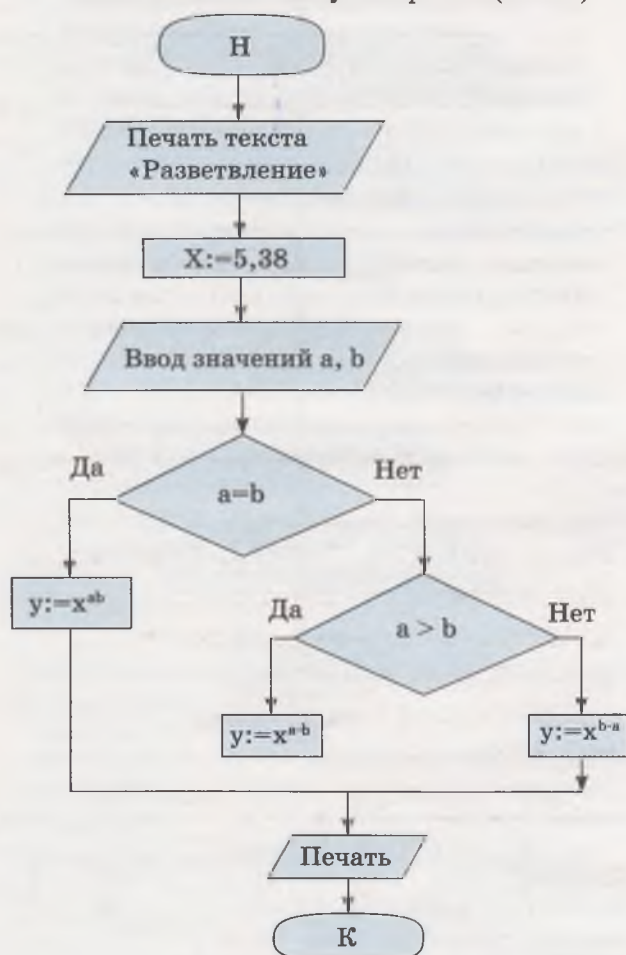 Н
Печать текста
«Разветвление»
X:=5,38
Ввод значений a, b
Да
Нет
a=b
y:=x^ab
Да
Нет
a > b
y:=x^a-b
y:=x^b-a
Печать
К